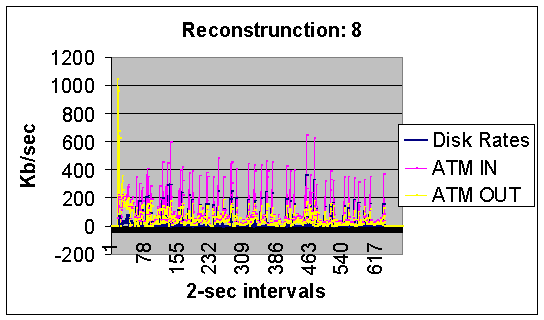 Reconstrunction: 8
Kb/sec
1200
1000
800
600
400
200
0
-200
1
78
155
232
309
386
463
540
617
2-sec intervals
Disk Rates
ATM IN
ATM OUT